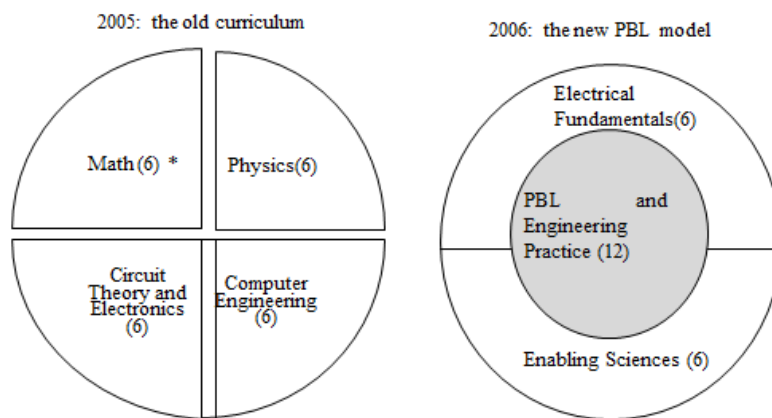 2005: the old curriculum
2006: the new PBL model
Math (6) *
Physics(6)
Circuit
Theory and
Electronics
(6)
Computer
Engineering
(6)
Electrical
Fundamentals(6)
PBL and
Engineering
Practice (12)
Enabling Sciences (6)